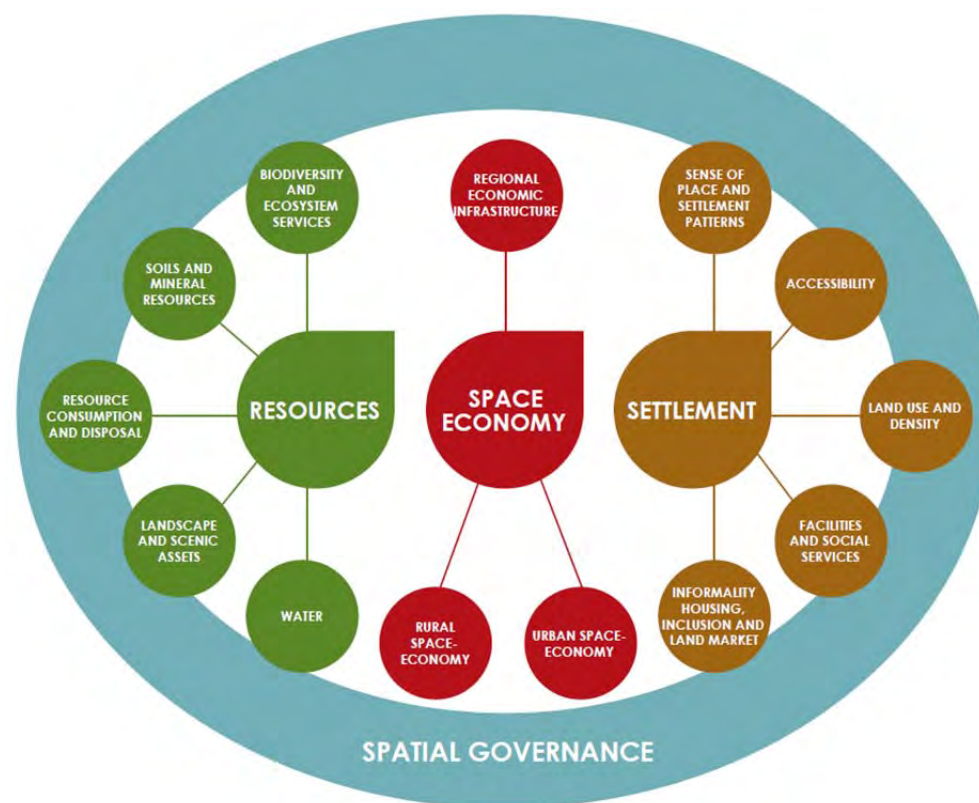 BIODIVERSITY
AND
ECOSYSTEM
SERVICES
SOILS AND
MINERAL
RESOURCES
RESOURCE
CONSUMPTION
AND DISPOSAL
LANDSCAPE
AND SCENIC
ASSETS
WATER
RESOURCES
REGIONAL
ECONOMIC
INFRASTRUCTURE
SPACE
ECONOMY
RURAL
SPACE-
ECONOMY
URBAN SPACE-
ECONOMY
SENSE OF
PLACE AND
SETTLEMENT
PATTERNS
ACCESSIBILITY
LAND USE AND
DENSITY
FACILITIES
AND SOCIAL
SERVICES
INFORMALITY
HOUSING,
INCLUSION AND
LAND MARKET
SETTLEMENT
SPATIAL GOVERNANCE